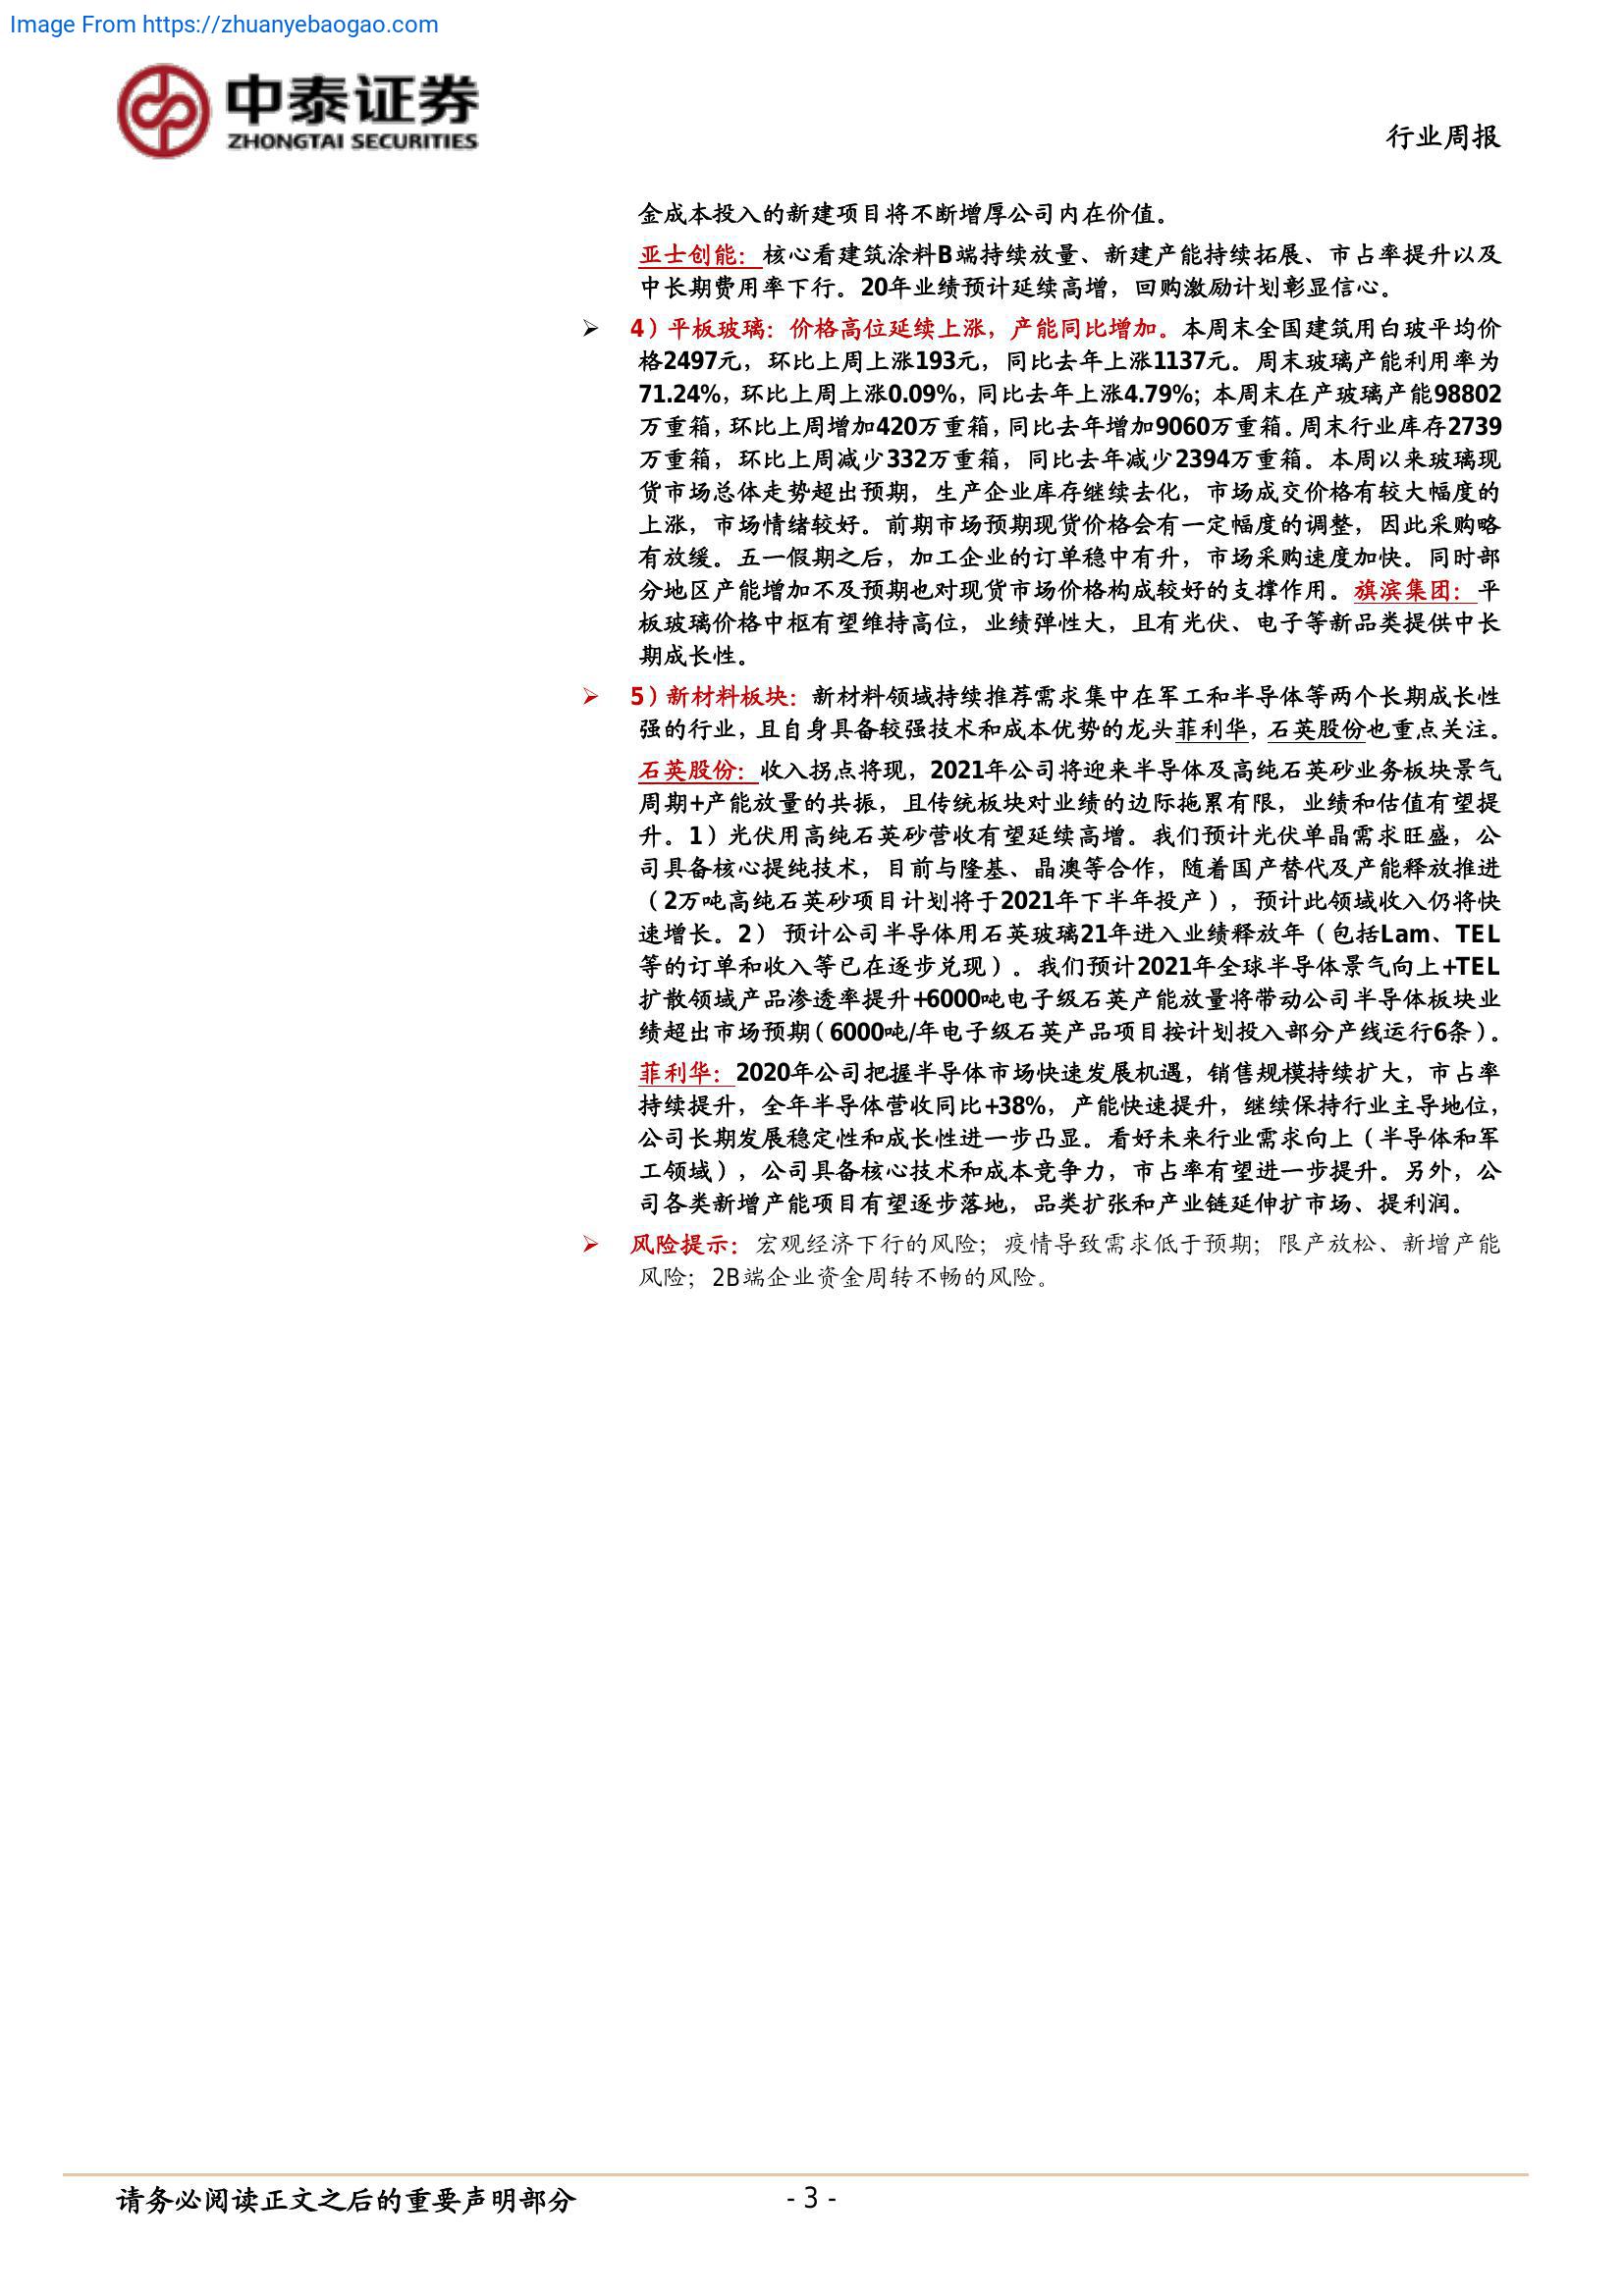 Image From https://zhuanyebaogao.com
中泰证券
ZHONGTAI SECURITIES
行业周报
金成本投入的新建项目将不断增厚公司内在价值。
亚士创能：核心看建筑涂料B端持续放量、新建产能持续拓展、市占率提升以及
中长期费用率下行。20年业绩预计延续高增，回购激励计划彰显信心。
➢ 4）平板玻璃：价格高位延续上涨，产能同比增加。本周末全国建筑用白玻平均价
格2497元，环比上周上涨193元，同比去年上涨1137元。周末玻璃产能利用率为
71.24%，环比上周上涨0.09%，同比去年上涨4.79%；本周末在产玻璃产能98802
万重箱，环比上周增加420万重箱，同比去年增加9060万重箱。周末行业库存2739
万重箱，环比上周减少332万重箱，同比去年减少2394万重箱。本周以来玻璃现
货市场总体走势超出预期，生产企业库存继续去化，市场成交价格有较大幅度的
上涨，市场情绪较好。前期市场预期现货价格会有一定幅度的调整，因此采购略
有放缓。五一假期之后，加工企业的订单稳中有升，市场采购速度加快。同时部
分地区产能增加不及预期也对现货市场价格构成较好的支撑作用。旗滨集团：平
板玻璃价格中枢有望维持高位，业绩弹性大，且有光伏、电子等新品类提供中长
期成长性。
➢ 5）新材料板块：新材料领域持续推荐需求集中在军工和半导体等两个长期成长性
强的行业，且自身具备较强技术和成本优势的龙头菲利华，石英股份也重点关注。
石英股份：收入拐点将现，2021年公司将迎来半导体及高纯石英砂业务板块景气
周期+产能放量的共振，且传统板块对业绩的边际拖累有限，业绩和估值有望提
升。1）光伏用高纯石英砂营收有望延续高增。我们预计光伏单晶需求旺盛，公
司具备核心提纯技术，目前与隆基、晶澳等合作，随着国产替代及产能释放推进
（2万吨高纯石英砂项目计划将于2021年下半年投产），预计此领域收入仍将快
速增长。2） 预计公司半导体用石英玻璃21年进入业绩释放年（包括Lam、TEL
等的订单和收入等已在逐步兑现）。我们预计2021年全球半导体景气向上+TEL
扩散领域产品渗透率提升+6000吨电子级石英产能放量将带动公司半导体板块业
绩超出市场预期（6000吨/年电子级石英产品项目按计划投入部分产线运行6条）。
菲利华：2020年公司把握半导体市场快速发展机遇，销售规模持续扩大，市占率
持续提升，全年半导体营收同比+38%，产能快速提升，继续保持行业主导地位，
公司长期发展稳定性和成长性进一步凸显。看好未来行业需求向上（半导体和军
工领域），公司具备核心技术和成本竞争力，市占率有望进一步提升。另外，公
司各类新增产能项目有望逐步落地，品类扩张和产业链延伸扩市场、提利润。
➢ 风险提示：宏观经济下行的风险；疫情导致需求低于预期；限产放松、新增产能
风险；2B端企业资金周转不畅的风险。
请务必阅读正文之后的重要声明部分
- 3 -